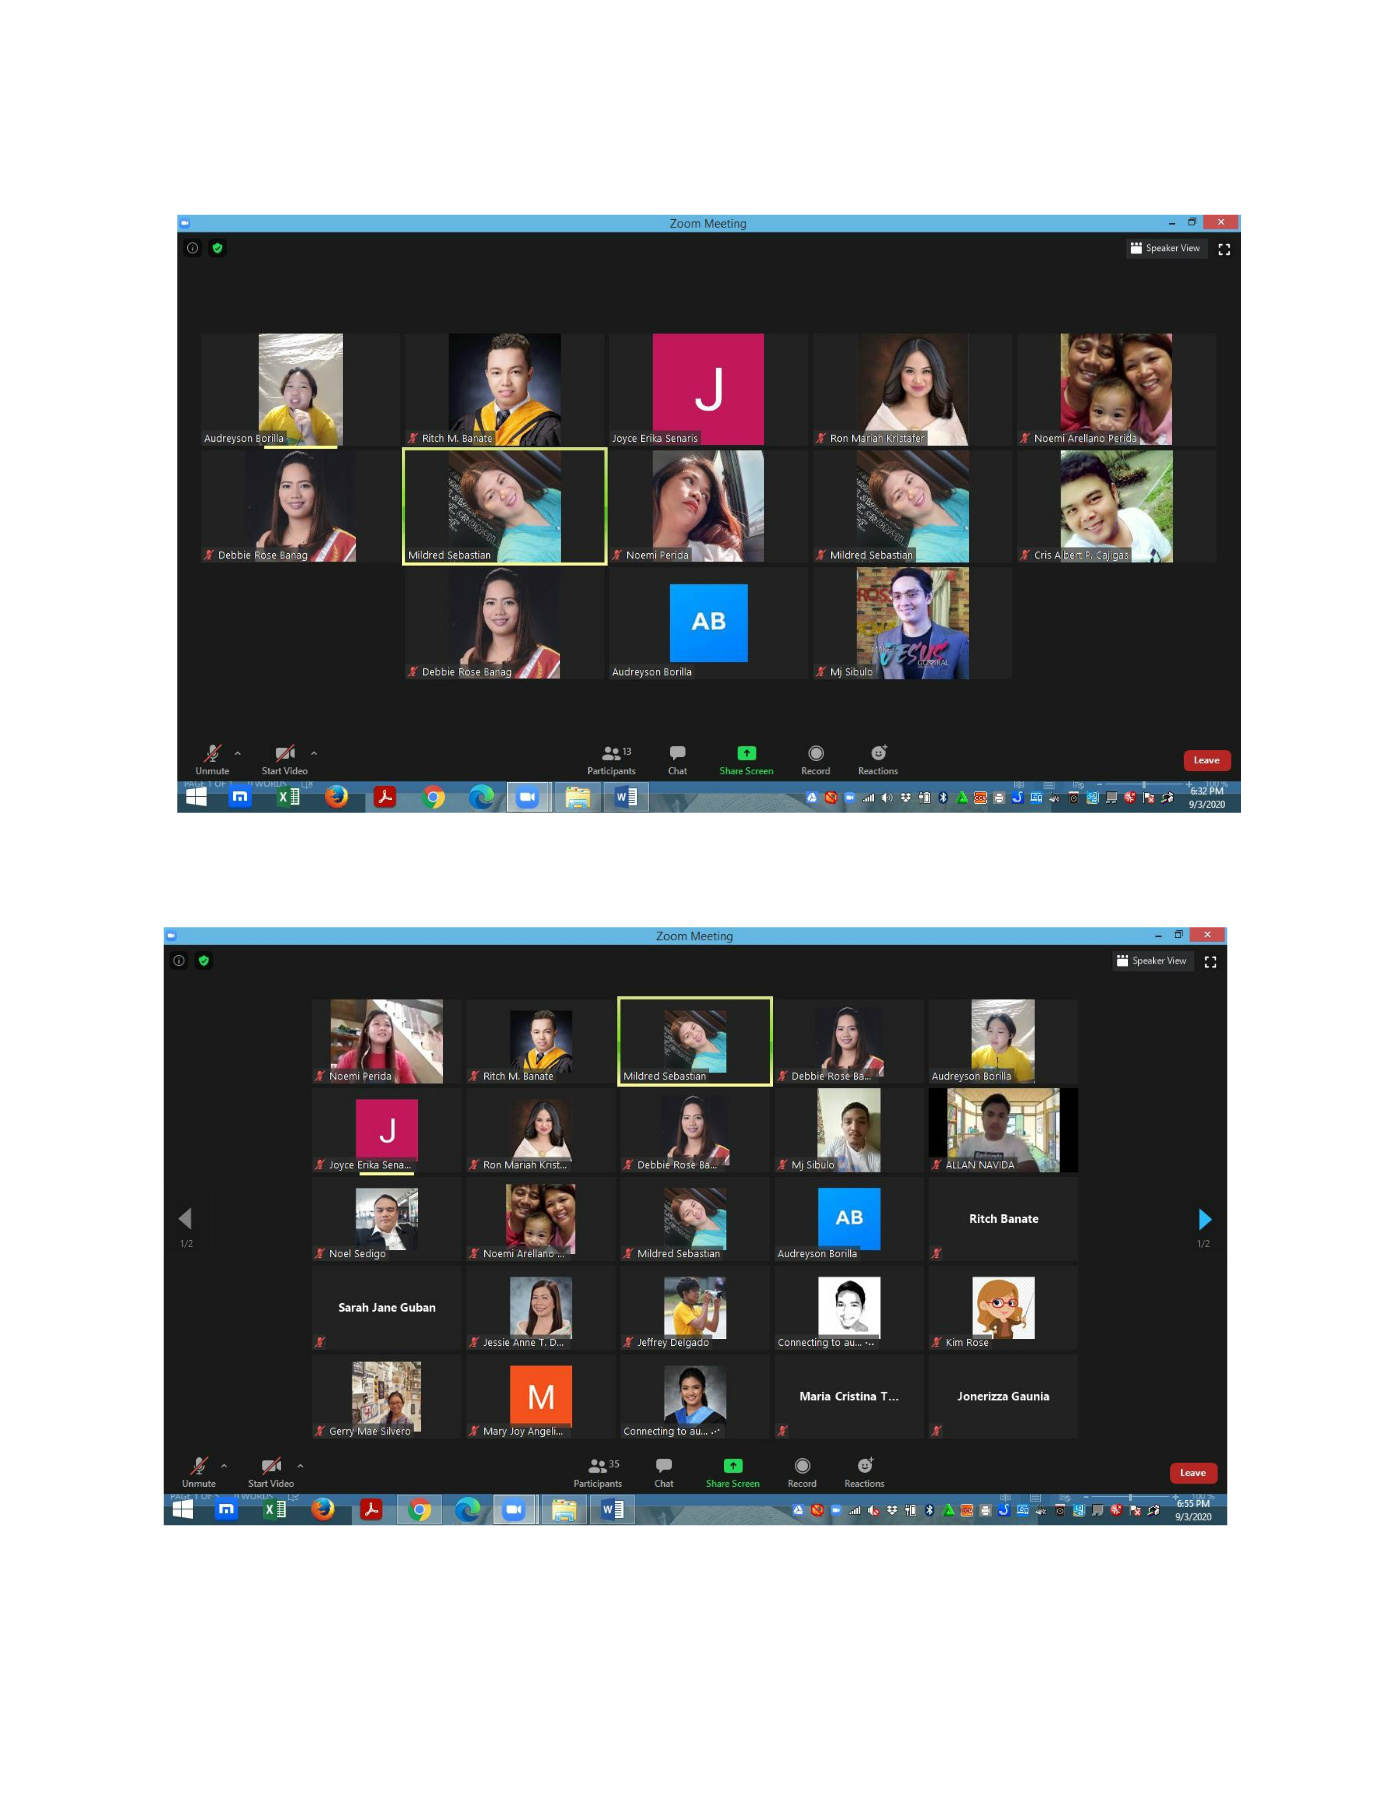 Zoom Meeting
Speaker View
J
Audreyson Borilla
Ritch M. Banate
Joyce Erika Senaris
Ron Mariah Kristafer
Noemi Arellano Perida
Debbie Rose Banag
Mildred Sebastian
Noemi Perida
Mildred Sebastian
Cris Albert P. Cajigas
AB
JESUS
Debbie Rose Banag
Audreyson Borilla
Mj Sibulo
13
Unmute
Start Video
Participants
Chat
Share Screen
Record
Reactions
Leave
6:32 PM
9/3/2020
Zoom Meeting
Speaker View
Noemi Perida
Ritch M. Banate
Mildred Sebastian
Debbie Rose Ba...
Audreyson Borilla
J
Joyce Erika Sena...
Ron Mariah Krist...
Debbie Rose Ba...
Mj Sibulo
ALLAN NAVIDA
AB
Ritch Banate
1/2
1/2
Noel Sedigo
Noemi Arellano ...
Mildred Sebastian
Audreyson Borilla
Sarah Jane Guban
Jessie Anne T. D...
Jeffrey Delgado
Connecting to au... ...
Kim Rose
M
Maria Cristina T...
Jonerizza Gaunia
Gerry Mae Silvero
Mary Joy Angeli...
Connecting to au... ...
35
Unmute
Start Video
Participants
Chat
Share Screen
Record
Reactions
Leave
6:55 PM
9/3/2020